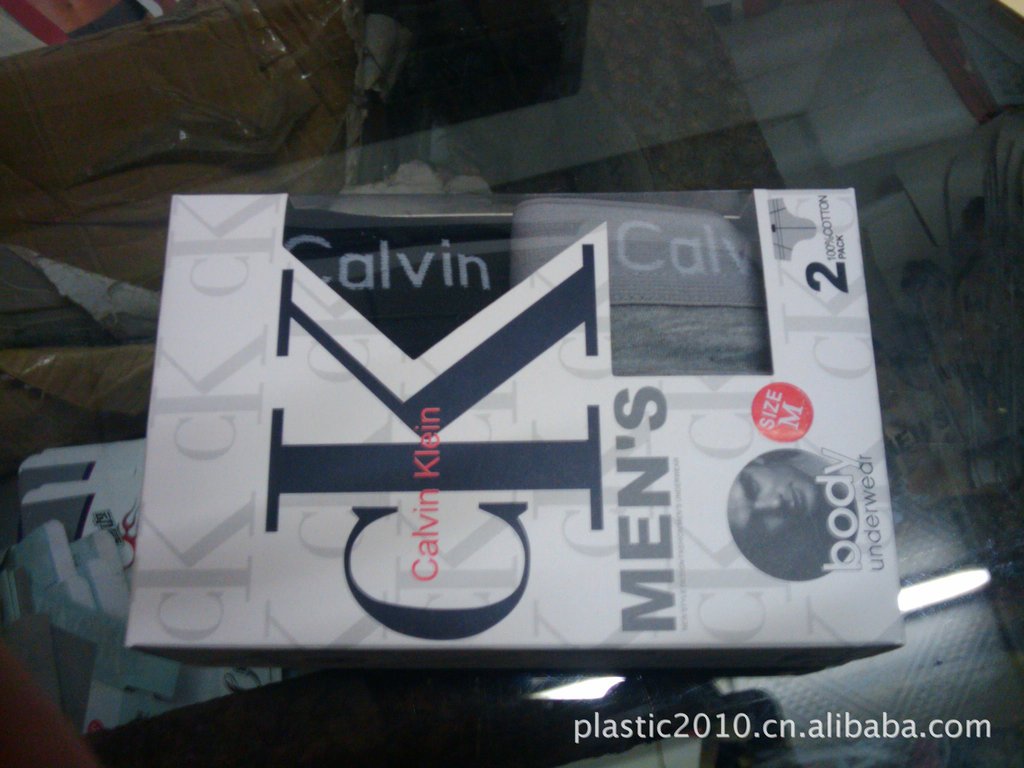 Calvin
Calv
CK
Calvin Klein
MEN'S
2
100%COTTON
PACK
SIZE
M
body
underwear
plastic2010.cn.alibaba.com